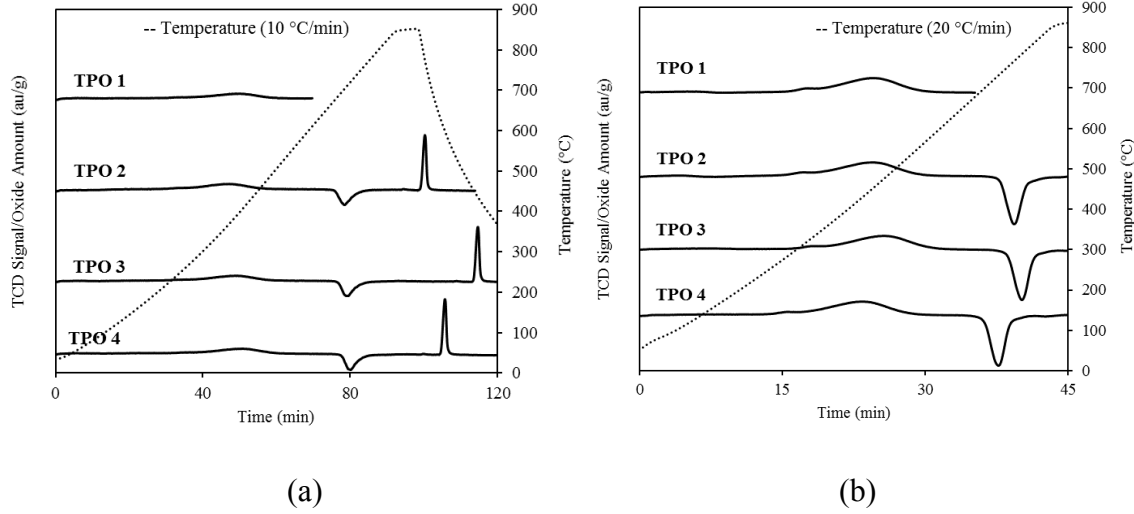 -- Temperature (10 °C/min)
TCD Signal/Oxide Amount (au/g)
TPO 1
TPO 2
TPO 3
TPO 4
900
800
700
600
500
400
300
200
100
0
Temperature (°C)
0 40 80 120
Time (min)
(a)
-- Temperature (20 °C/min)
TCD Signal/Oxide Amount (au/g)
TPO 1
TPO 2
TPO 3
TPO 4
900
800
700
600
500
400
300
200
100
0
Temperature (°C)
0 15 30 45
Time (min)
(b)